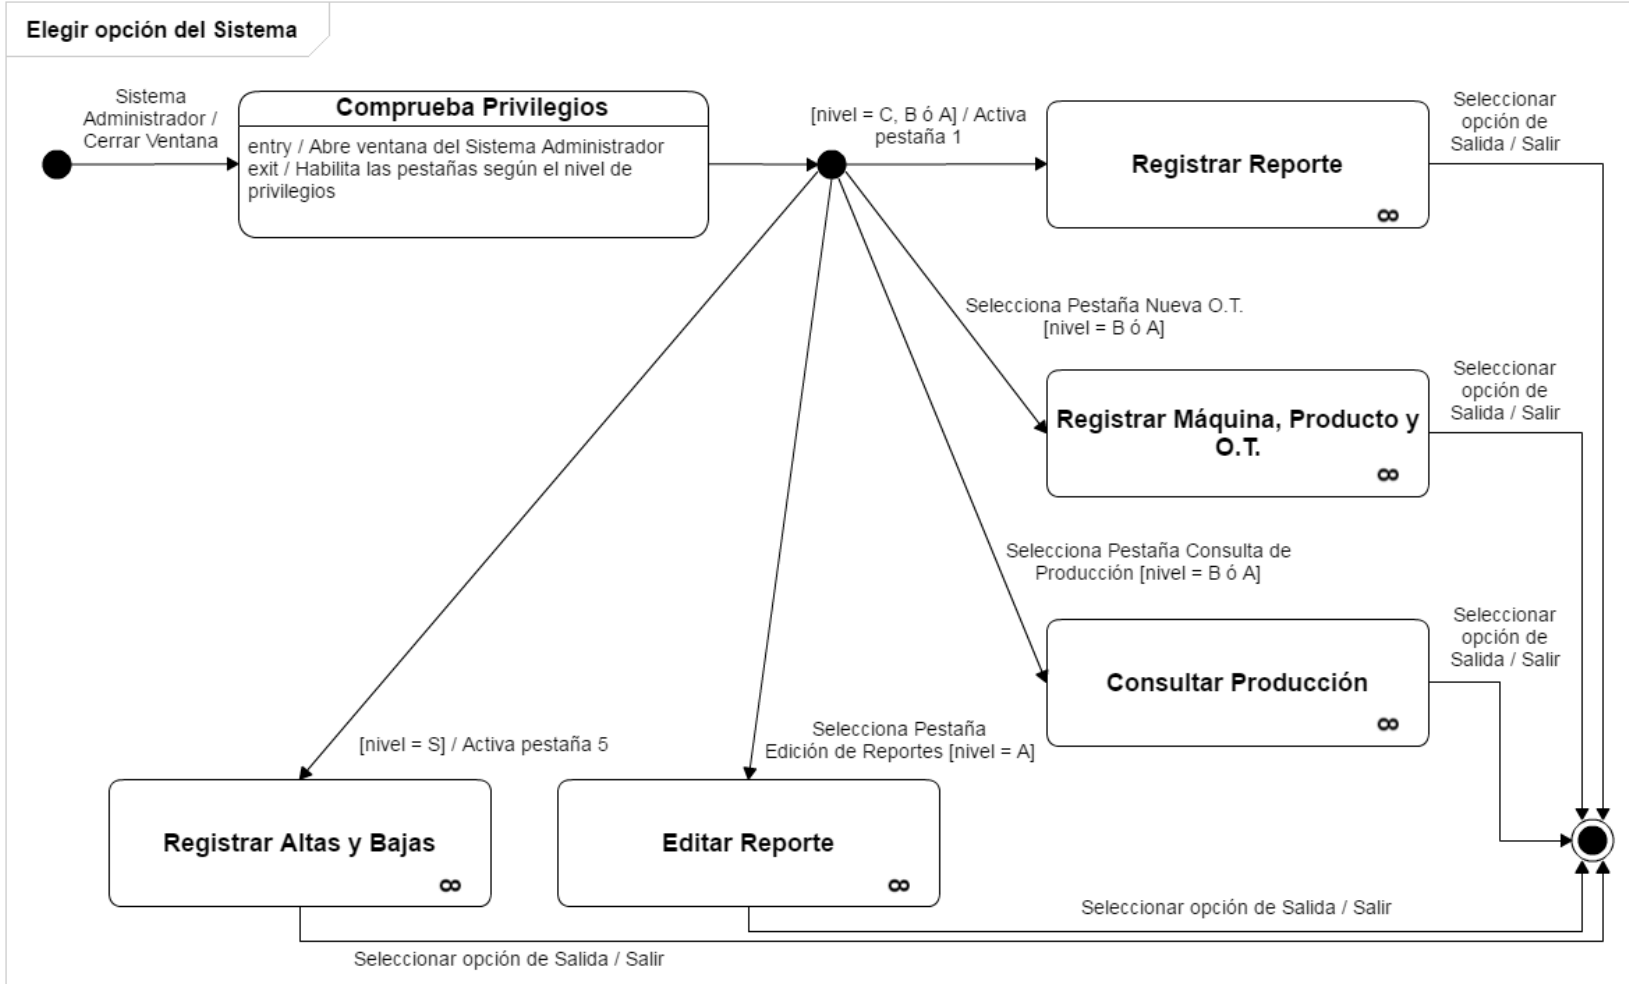 Elegir opción del Sistema
Sistema
Administrador /
Cerrar Ventana
Comprueba Privilegios
entry / Abre ventana del Sistema Administrador
exit / Habilita las pestañas según el nivel de
privilegios
[nivel = C, B ó A] / Activa
pestaña 1
Registrar Reporte
Seleccionar
opción de
Salida / Salir
Selecciona Pestaña Nueva O.T.
[nivel = B ó A]
Registrar Máquina, Producto y
O.T.
Seleccionar
opción de
Salida / Salir
Selecciona Pestaña Consulta de
Producción [nivel = B ó A]
Consultar Producción
Seleccionar
opción de
Salida / Salir
[nivel = S] / Activa pestaña 5
Registrar Altas y Bajas
Selecciona Pestaña
Edición de Reportes [nivel = A]
Editar Reporte
Seleccionar opción de Salida / Salir
Seleccionar opción de Salida / Salir